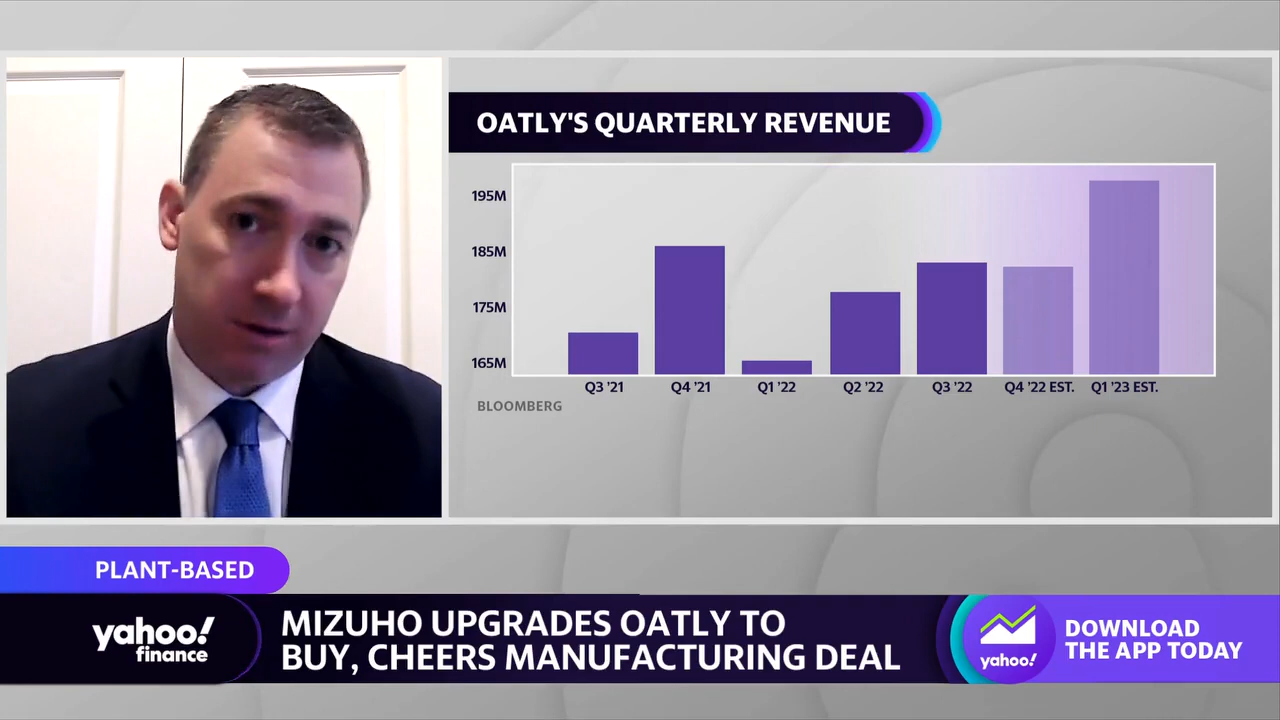 OATLY'S QUARTERLY REVENUE
195M
185M
175M
165M
Q3 '21 Q4 '21 Q1 '22 Q2 '22 Q3 '22 Q4 '22 EST. Q1 '23 EST.
BLOOMBERG
PLANT-BASED
yahoo!
finance
MIZUHO UPGRADES OATLY TO
BUY, CHEERS MANUFACTURING DEAL
yahoo!
DOWNLOAD
THE APP TODAY